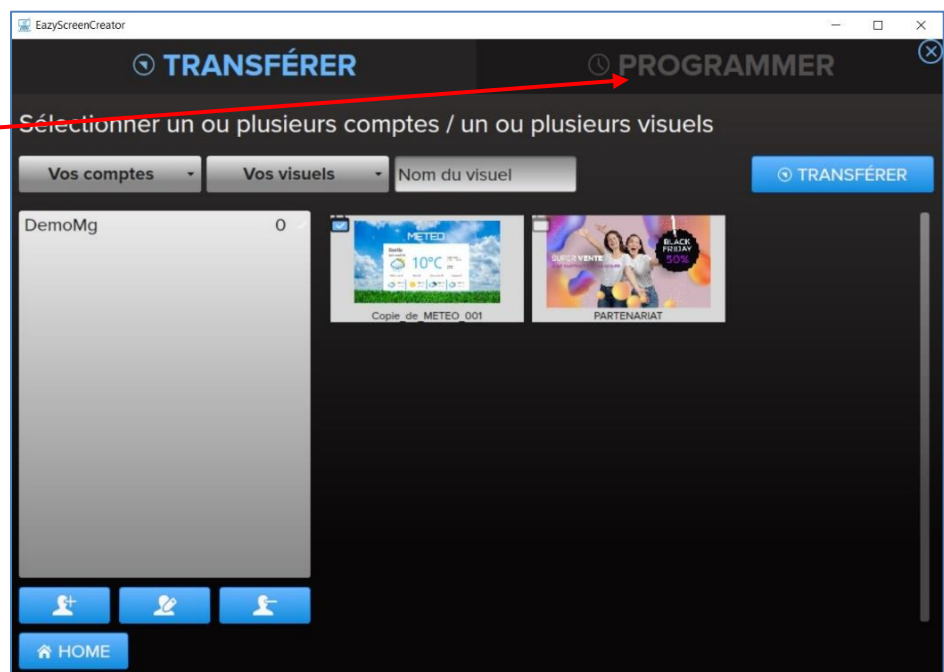 EazyScreenCreator
TRANSFÉRER
PROGRAMMER
Sélectionner un ou plusieurs comptes / un ou plusieurs visuels
Vos comptes
Vos visuels
Nom du visuel
TRANSFÉRER
DemoMg 0
METEO
10°C
BLACK
FRIDAY
50%
SUPER VENTE
Copie_de_METEO_001
PARTENARIAT
HOME